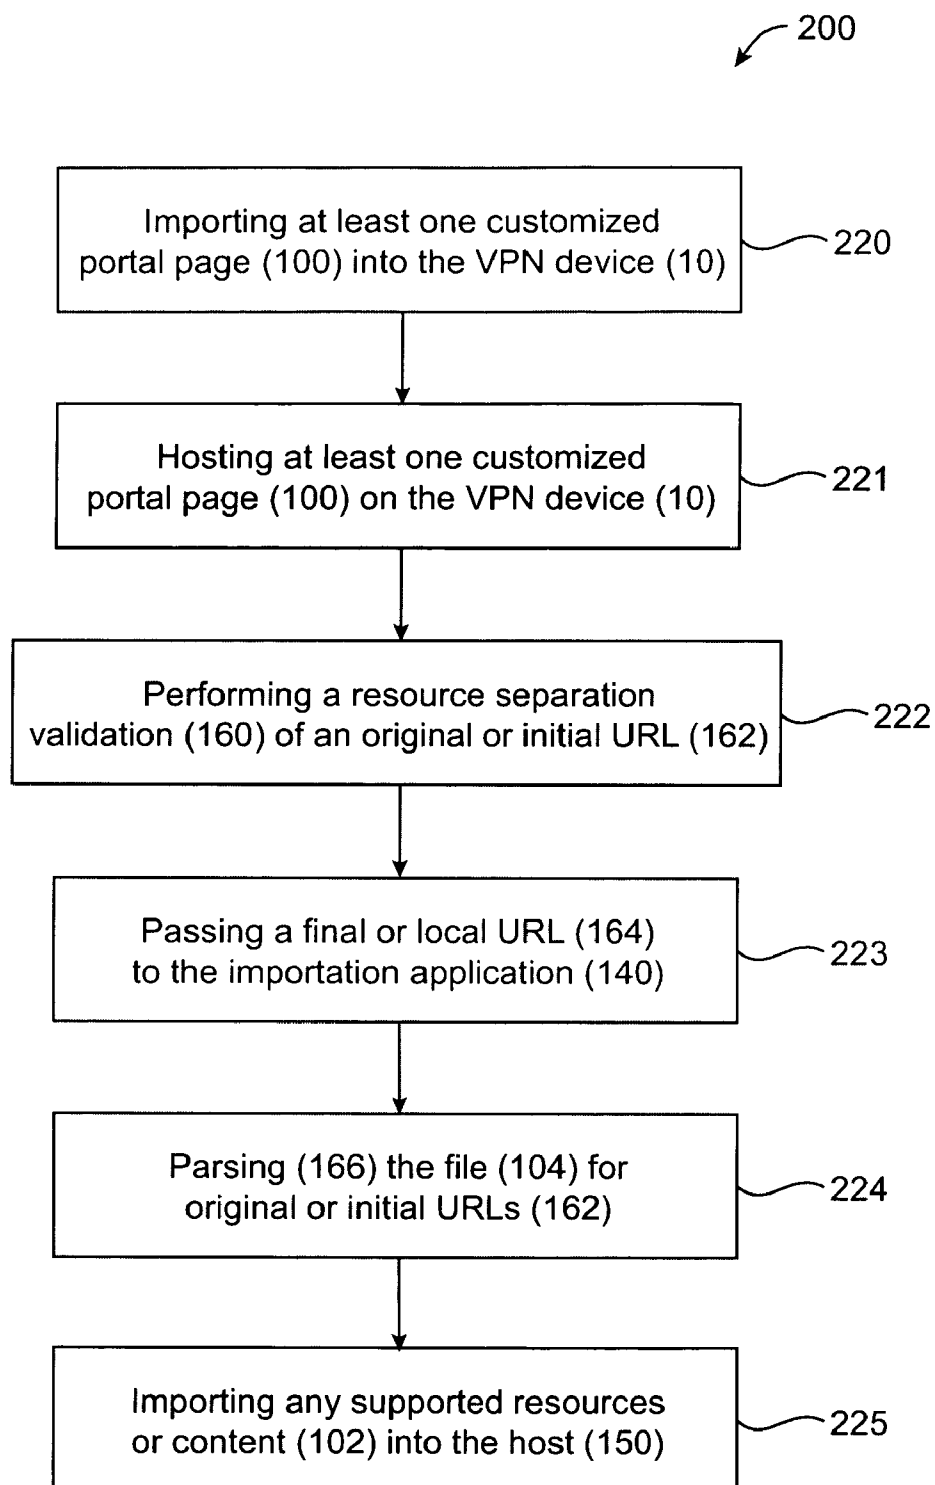 200
Importing at least one customized
portal page (100) into the VPN device (10)
220
Hosting at least one customized
portal page (100) on the VPN device (10)
221
Performing a resource separation
validation (160) of an original or initial URL (162)
222
Passing a final or local URL (164)
to the importation application (140)
223
Parsing (166) the file (104) for
original or initial URLs (162)
224
Importing any supported resources
or content (102) into the host (150)
225